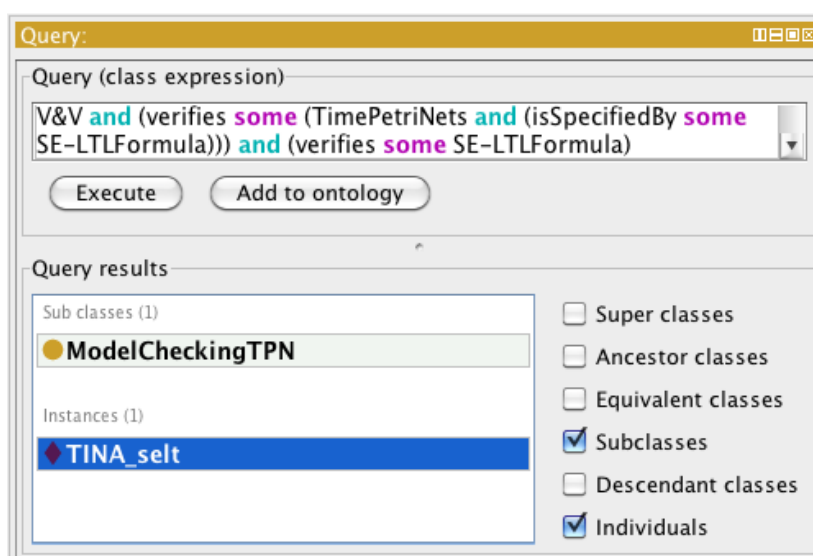 Query:
Query (class expression)
V&V and (verifies some (TimePetriNets and (isSpecifiedBy some
SE-LTLFormula))) and (verifies some SE-LTLFormula)
Execute
Add to ontology
Query results
Sub classes (1)
ModelCheckingTPN
Instances (1)
TINA_selt
Super classes
Ancestor classes
Equivalent classes
Subclasses
Descendant classes
Individuals